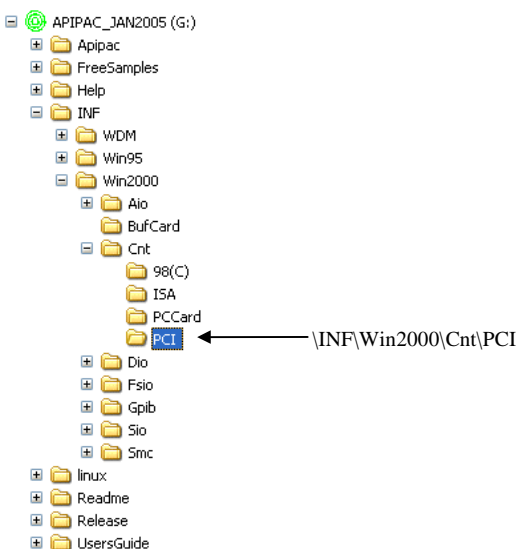 APIPAC_JAN2005 (G:)
Apipac
FreeSamples
Help
INF
WDM
Win95
Win2000
Aio
BufCard
Cnt
98(C)
ISA
PCCard
PCI
\INF\Win2000\Cnt\PCI
Dio
Fsio
Gpib
Sio
Smc
linux
Readme
Release
UsersGuide